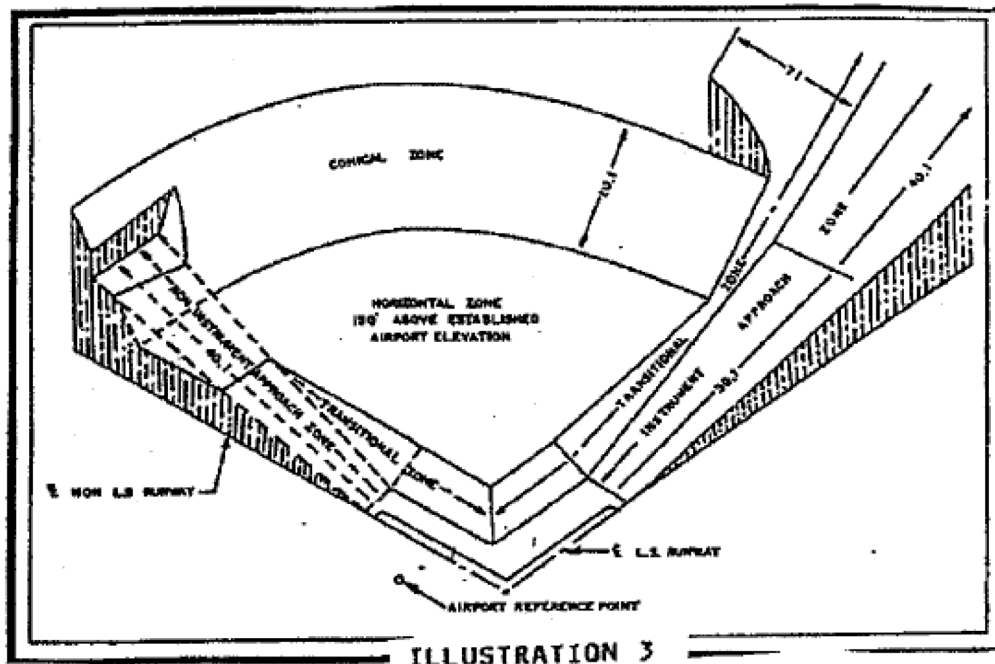 CONICAL ZONE
20.1
7.1
HORIZONTAL ZONE
150' ABOVE ESTABLISHED
AIRPORT ELEVATION
NON INSTRUMENT APPROACH ZONE
40.1
TRANSITIONAL ZONE
TRANSITIONAL ZONE
INSTRUMENT APPROACH ZONE
50.1
40.1
NON I.S RUNWAY
I.S. RUNWAY
AIRPORT REFERENCE POINT
ILLUSTRATION 3